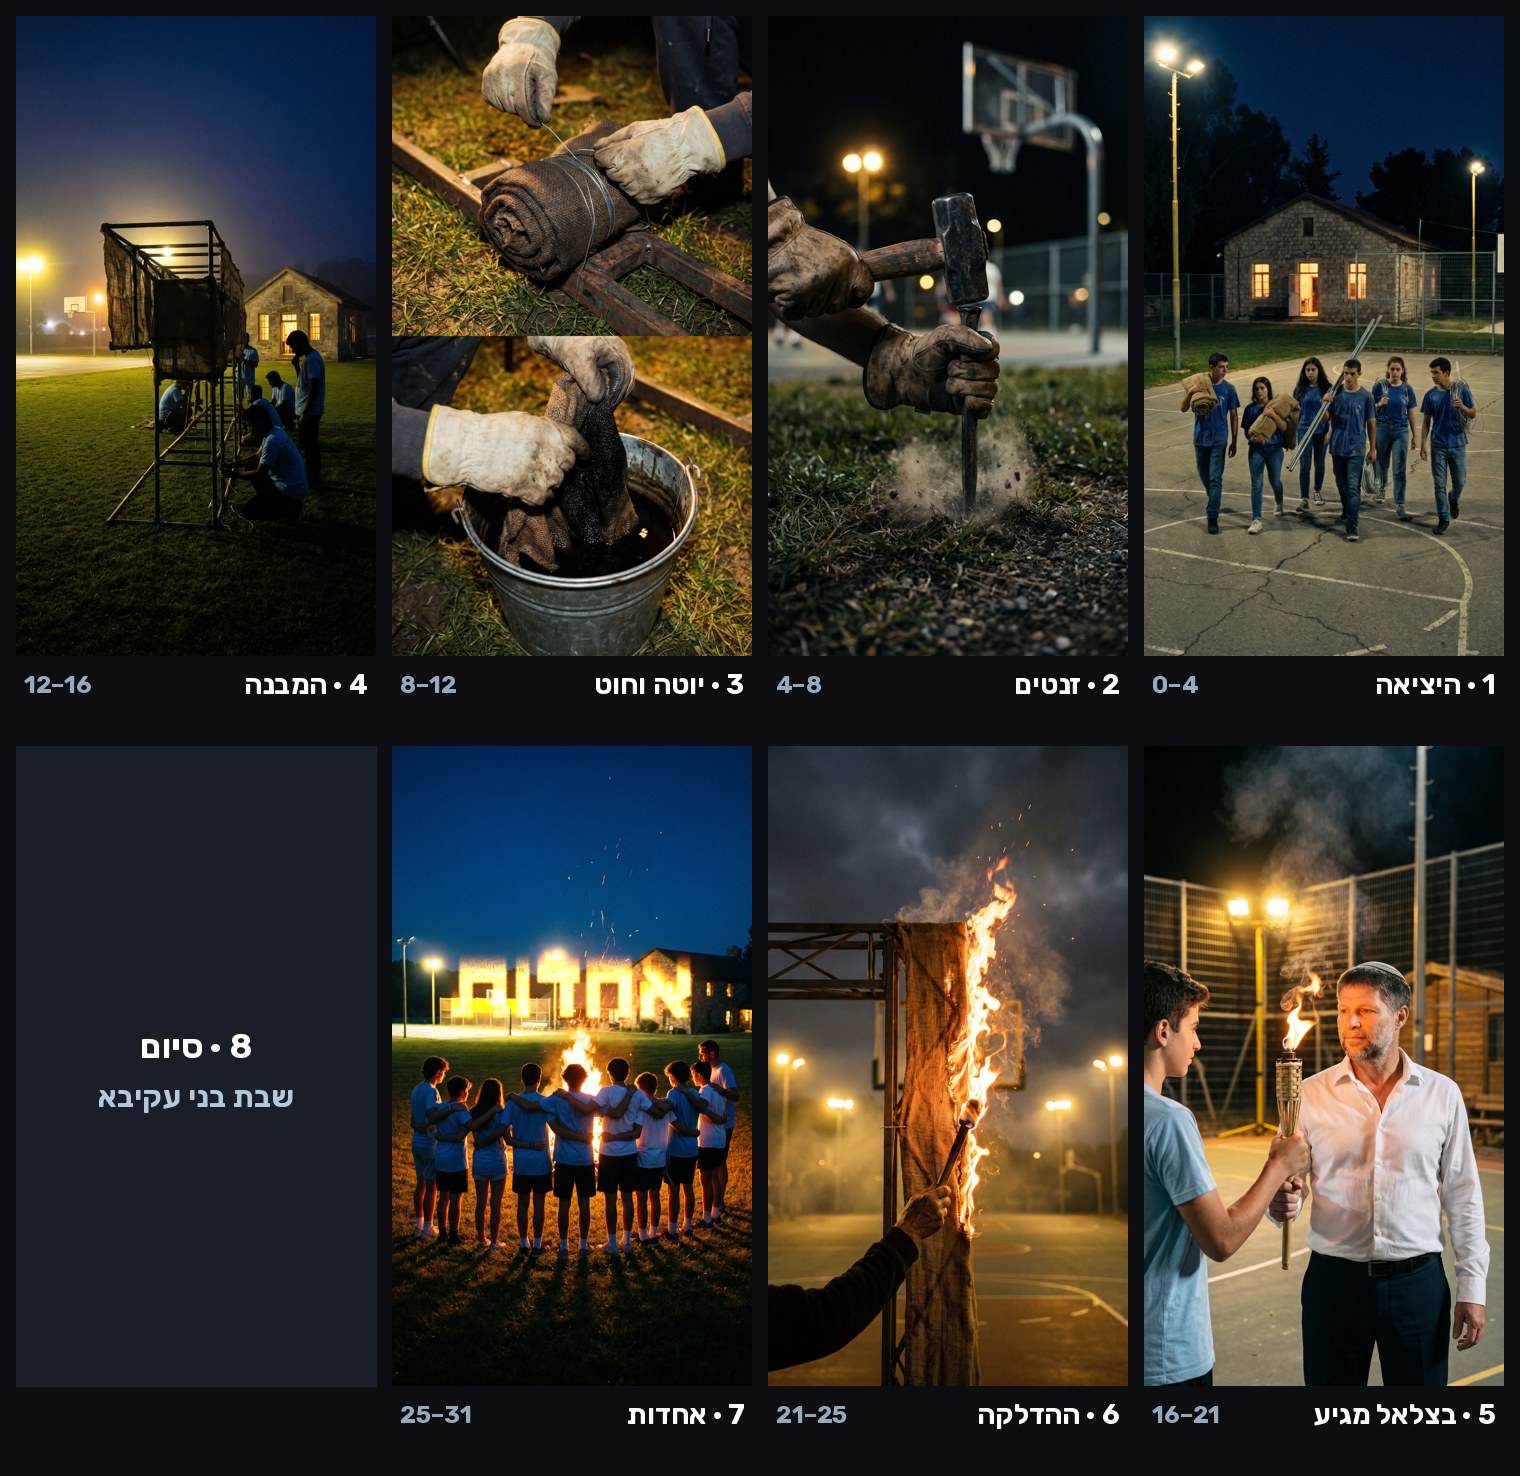 1 • היציאה
0–4
2 • זנטים
4–8
3 • יוטה וחוט
8–12
4 • המבנה
12–16
אחדות
5 • בצלאל מגיע
16–21
6 • ההדלקה
21–25
7 • אחדות
25–31
8 • סיום
שבת בני עקיבא